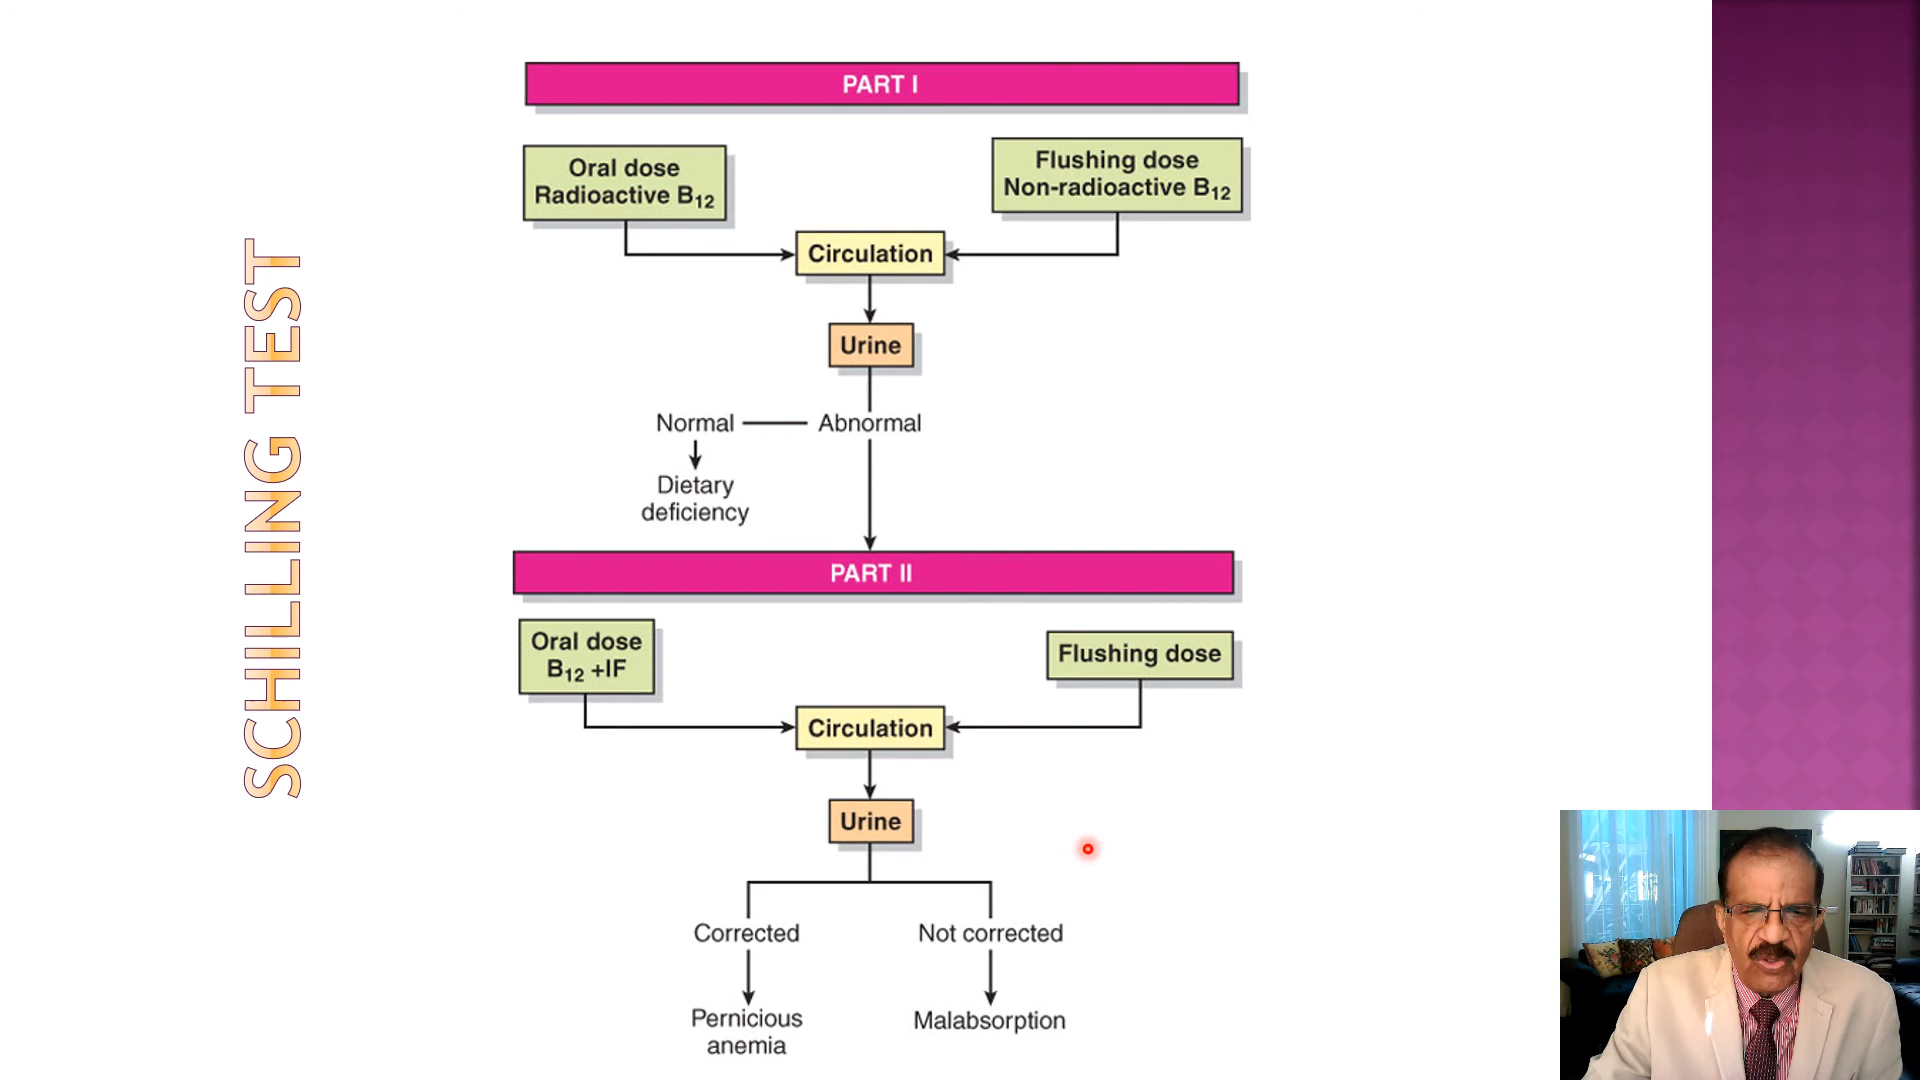 SCHILLING TEST
PART I
Oral dose
Radioactive B12
Flushing dose
Non-radioactive B12
Circulation
Urine
Normal
Abnormal
Dietary
deficiency
PART II
Oral dose
B12 +IF
Flushing dose
Circulation
Urine
Corrected
Not corrected
Pernicious
anemia
Malabsorption